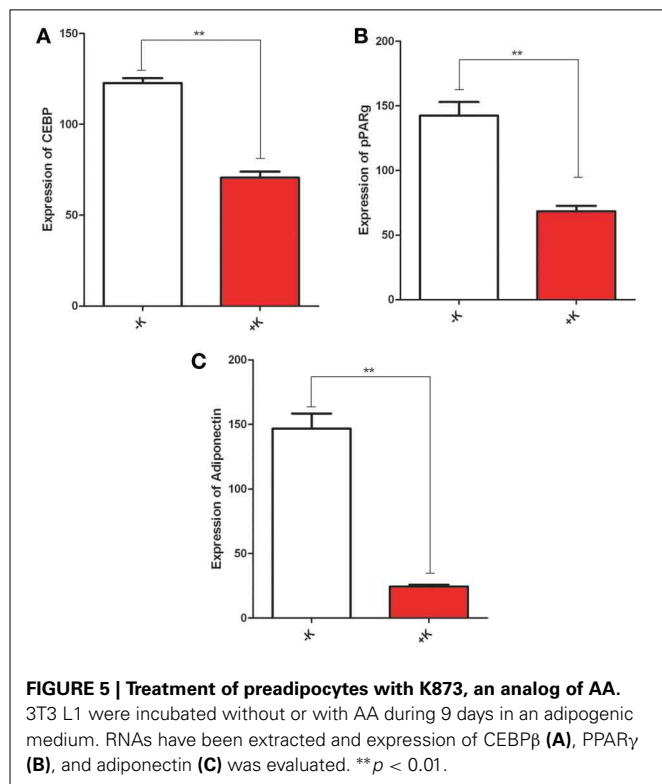 A
150
100
50
0
Expression of CEBP
**
-K
+K
B
200
150
100
50
0
Expression of pPARg
**
-K
+K
C
200
150
100
50
0
Expression of Adiponectin
**
-K
+K
FIGURE 5 | Treatment of preadipocytes with K873, an analog of AA.
3T3 L1 were incubated without or with AA during 9 days in an adipogenic
medium. RNAs have been extracted and expression of CEBPβ (A), PPARγ
(B), and adiponectin (C) was evaluated. **p < 0.01.